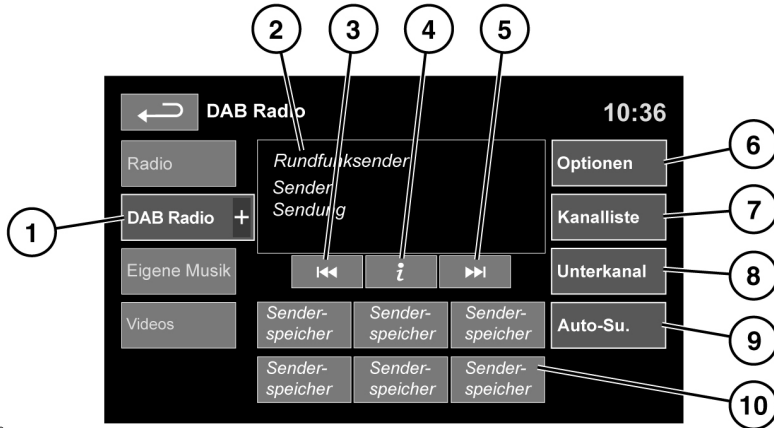 2 3 4 5
DAB Radio 10:36
6
Radio
Rundfunksender
Sender
Sendung
Optionen
1
DAB Radio +
Kanalliste
7
Eigene Musik
i
Unterkanal
8
Videos
Sender-
speicher
Sender-
speicher
Sender-
speicher
Auto-Su.
9
Sender-
speicher
Sender-
speicher
Sender-
speicher
10